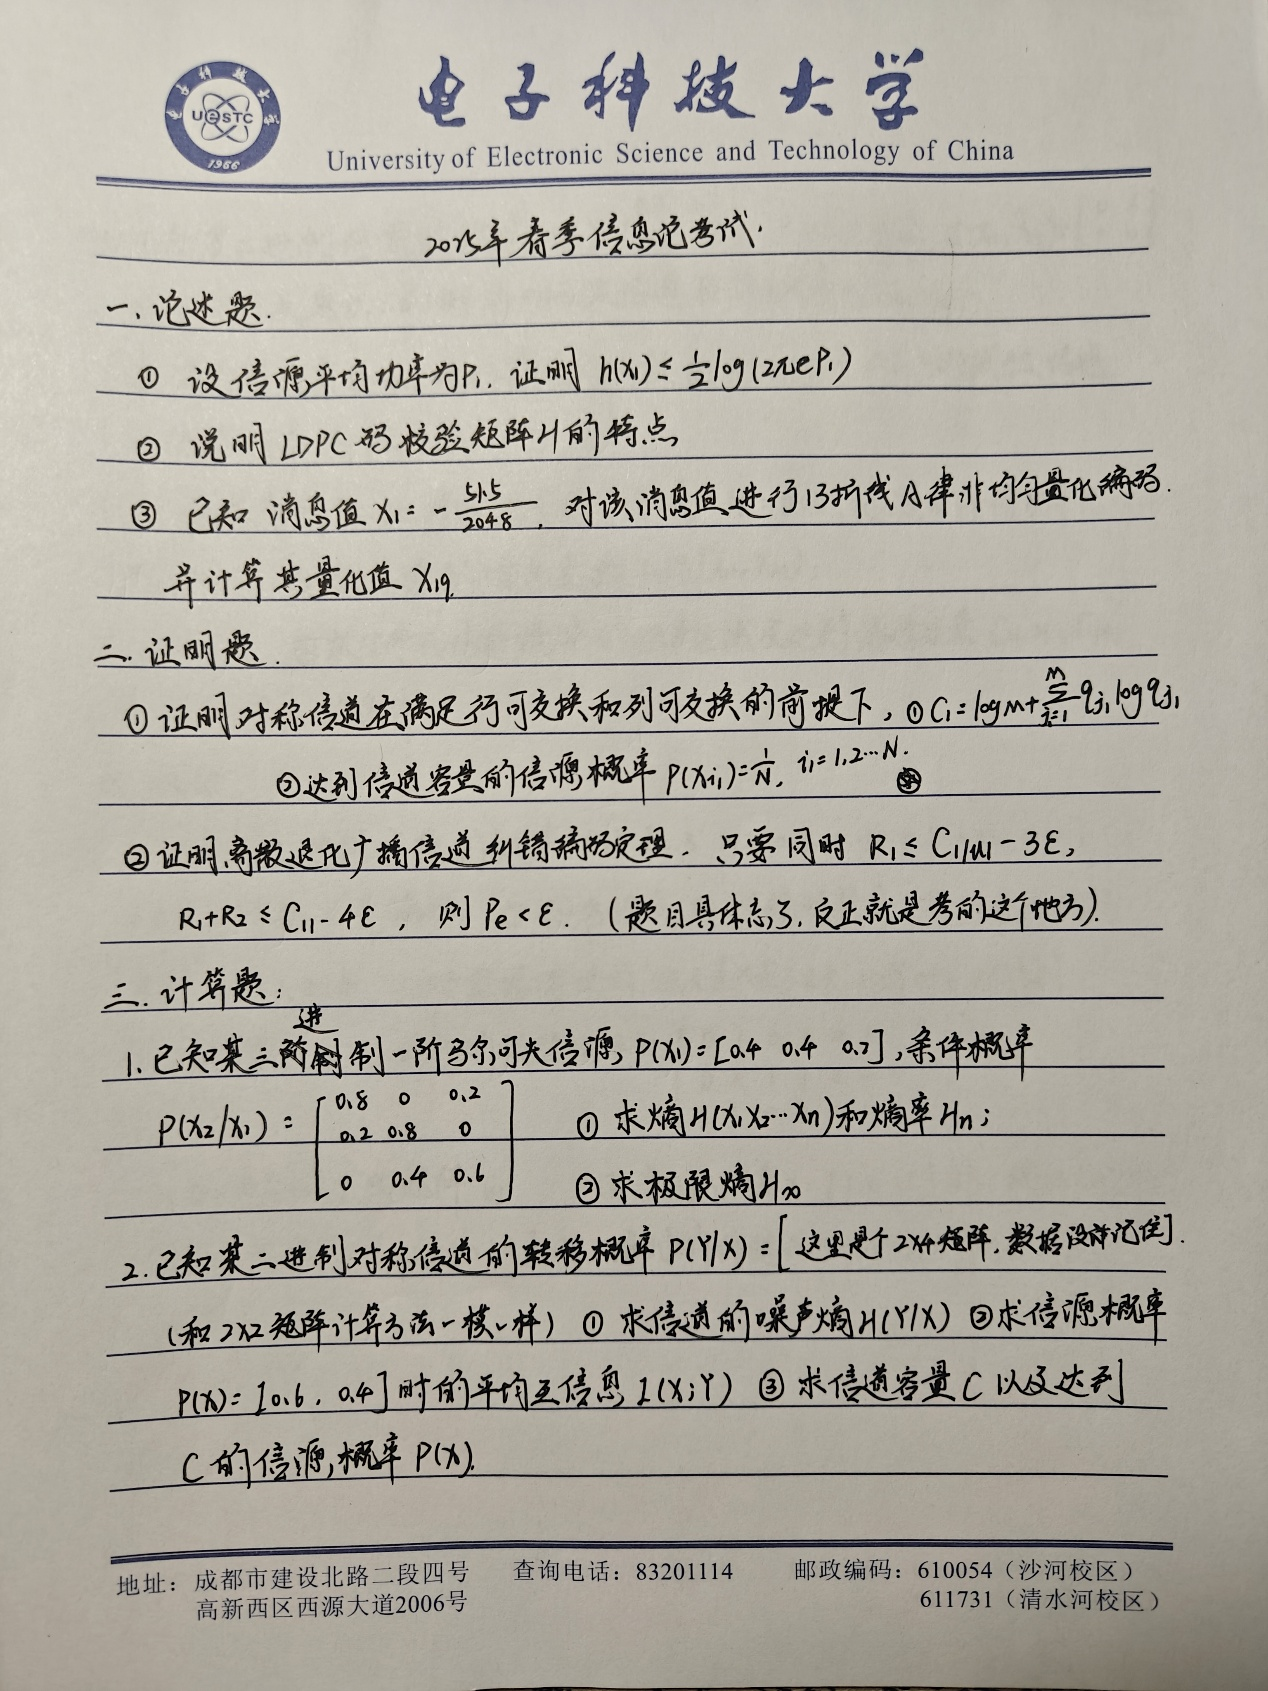 电子科技大学
UESTC
1956
University of Electronic Science and Technology of China
2025年春季信息论考试.
一.论述题.
① 设信源平均功率为P₁. 证明 h(x₁) ≤ ½log(2πeP₁)
② 说明LDPC码校验矩阵H的特点
③ 已知 消息值 X₁ = -51.5/2048, 对该消息值进行13折线A律非均匀量化编码.
并计算其量化值 X₁q.
二.证明题.
① 证明对称信道在满足行可交换和列可交换的前提下, ① C₁ = logM + Σ(j=1..M) qj₁ log qj₁
② 达到信道容量的信源概率 P(Xi₁) = 1/N, i₁ = 1,2…N.
② 证明离散退化广播信道纠错编码定理. 只要同时 R₁ ≤ C₁/u₁ - 3ε,
R₁+R₂ ≤ C₁₁ - 4ε, 则 Pe < ε. (题目具体忘了, 反正就是考的这个地方).
三.计算题:
1.已知某三进制一阶马尔可夫信源, P(X₁) = [0.4 0.4 0.2], 条件概率
P(X₂/X₁) = [0.8 0 0.2
0.2 0.8 0
0 0.4 0.6]
① 求熵H(X₁X₂…Xn)和熵率Hn;
② 求极限熵H∞
2.已知某二进制对称信道的转移概率 P(Y/X) = [这里是个2X4矩阵, 数据没有记住].
(和2X2矩阵计算方法一模一样) ① 求信道的噪声熵H(Y/X) ② 求信源概率
P(X) = [0.6, 0.4] 时的平均互信息 I(X;Y) ③ 求信道容量C 以及达到
C的信源概率 P(X).
地址: 成都市建设北路二段四号 查询电话: 83201114 邮政编码: 610054 (沙河校区)
高新西区西源大道2006号 611731 (清水河校区)